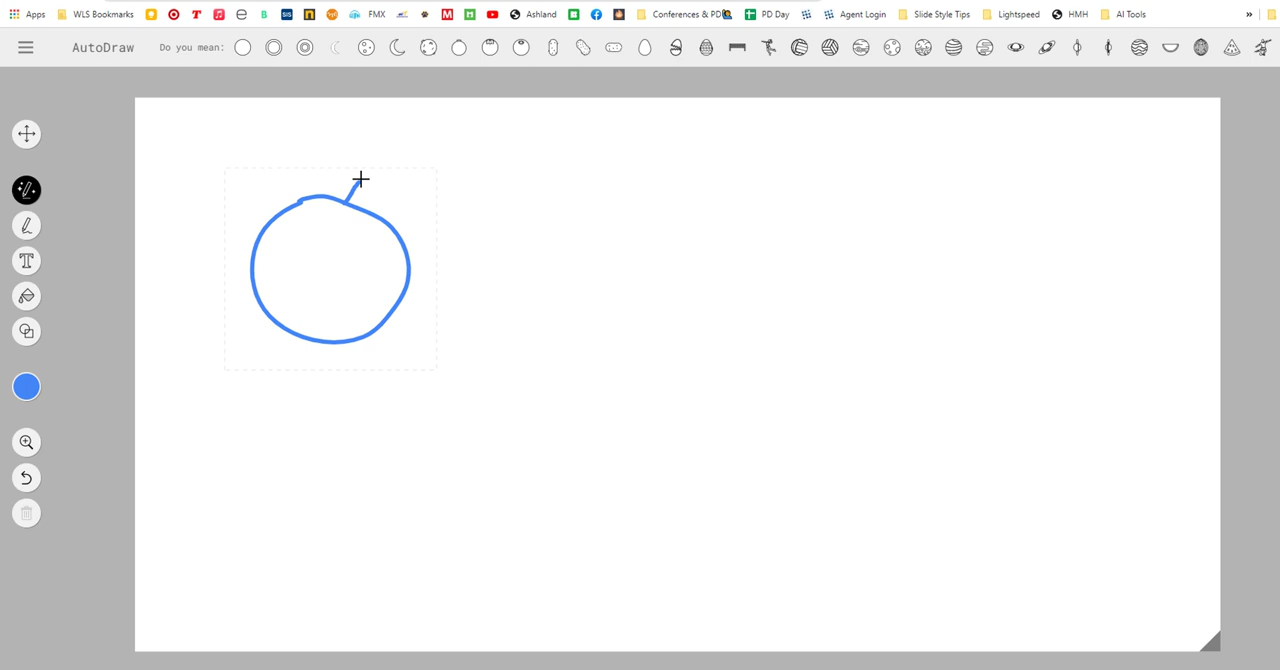 Apps WLS Bookmarks FMX Ashland Conferences & PD PD Day Agent Login Slide Style Tips Lightspeed HMH AI Tools »
AutoDraw Do you mean: